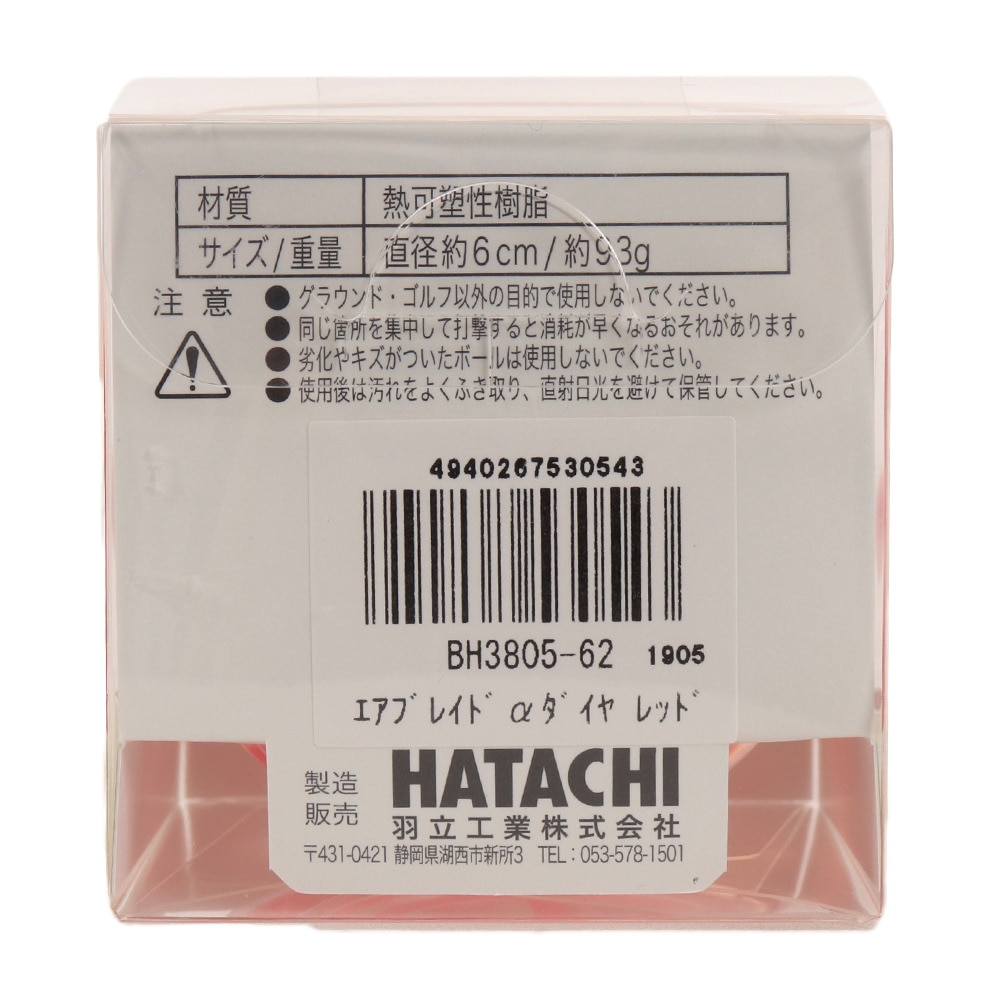 材質 熱可塑性樹脂
サイズ/重量 直径約6cm/約93g
注意
●グラウンド・ゴルフ以外の目的で使用しないでください。
●同じ箇所を集中して打撃すると消耗が早くなるおそれがあります。
●劣化やキズがついたボールは使用しないでください。
●使用後は汚れをよくふき取り、直射日光を避けて保管してください。
4940267530543
BH3805-62 1905
ｴｱﾌﾞﾚｲﾄﾞαﾀﾞｲﾔ ﾚｯﾄﾞ
製造
販売
HATACHI
羽立工業株式会社
〒431-0421 静岡県湖西市新所3 TEL：053-578-1501